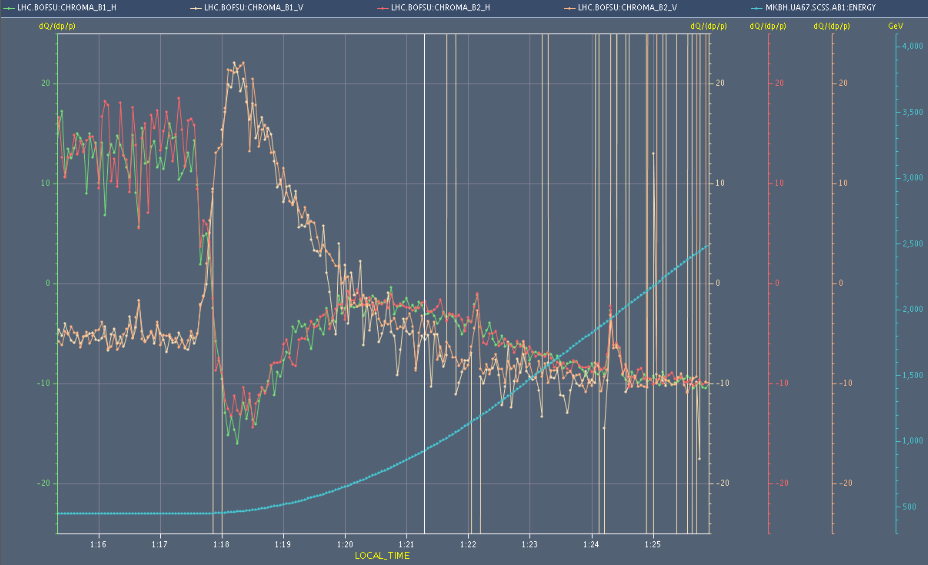 LHC.BOFSU:CHROMA_B1_H LHC.BOFSU:CHROMA_B1_V LHC.BOFSU:CHROMA_B2_H LHC.BOFSU:CHROMA_B2_V MKBH.UA67.SCSS.AB1:ENERGY
dQ/(dp/p) dQ/(dp/p) dQ/(dp/p) dQ/(dp/p) GeV
4,000
20 20 20 20
3,500
3,000
10 10 10 10
2,500
0 0 0 0
2,000
1,500
-10 -10 -10 -10
1,000
-20 -20 -20 -20
500
1:16 1:17 1:18 1:19 1:20 1:21 1:22 1:23 1:24 1:25
LOCAL_TIME